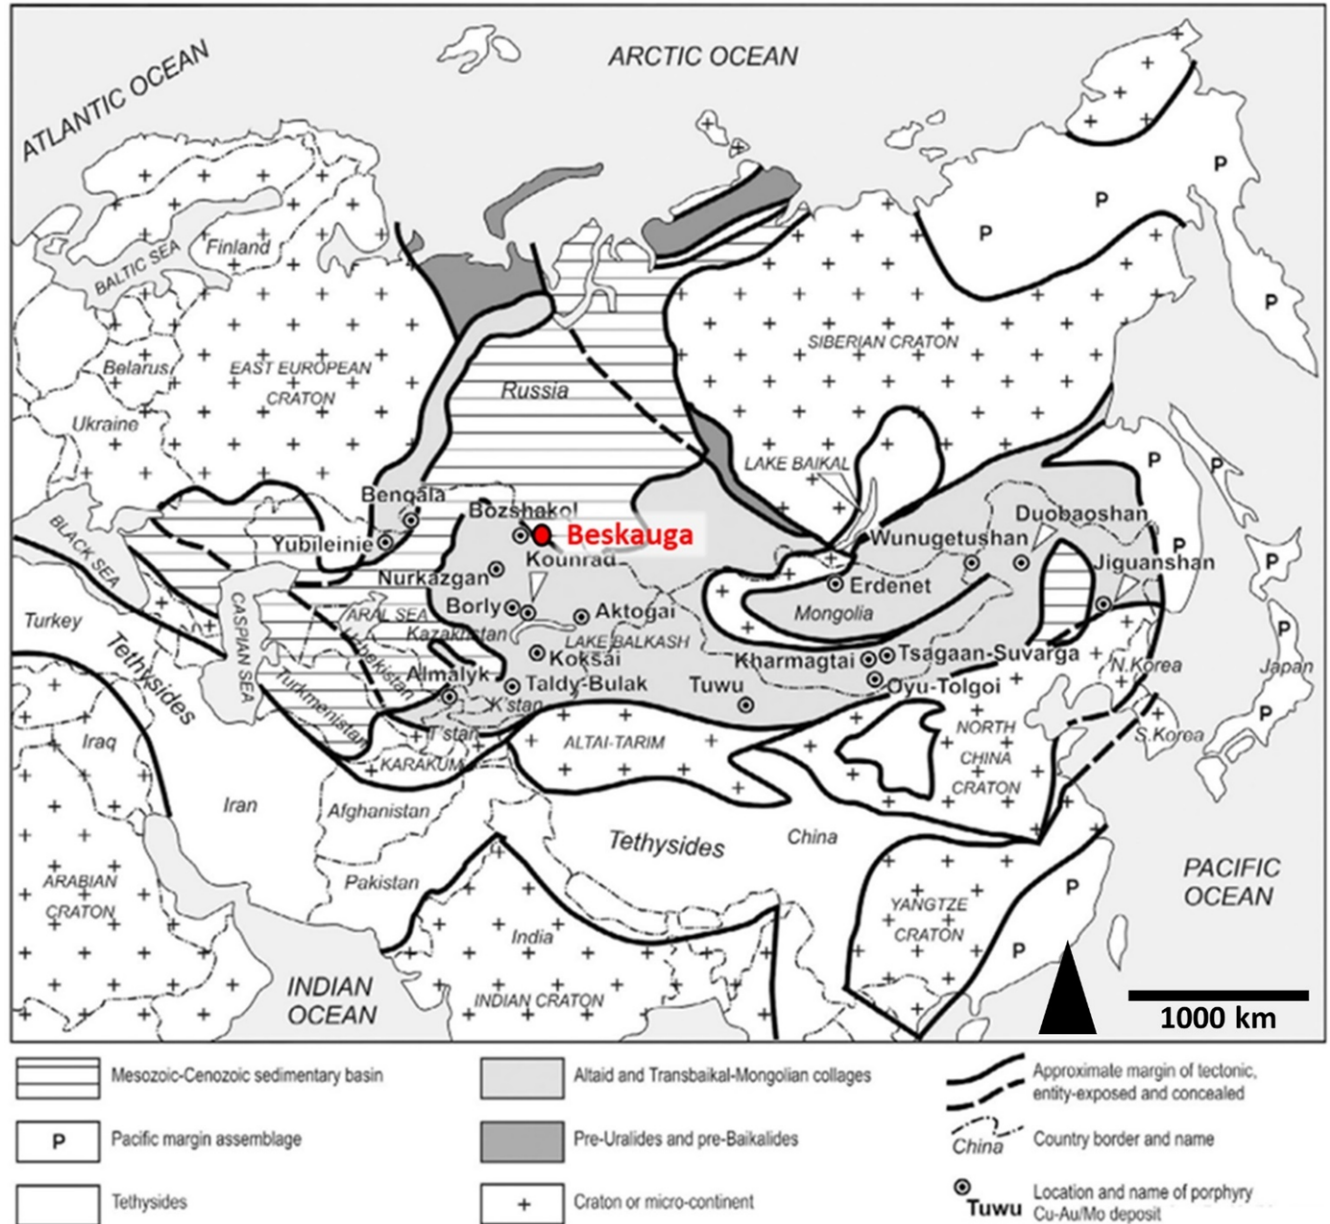 ATLANTIC OCEAN
ARCTIC OCEAN
BALTIC SEA
Finland
Belarus
Ukraine
EAST EUROPEAN
CRATON
Russia
SIBERIAN CRATON
LAKE BAIKAL
Bengala
Bozshakol
Beskauga
Duobaoshan
BLACK SEA
Yubileinie
Kounrad
Wunugetushan
Jiguanshan
Nurkazgan
Erdenet
Turkey
CASPIAN SEA
ARAL SEA
Borly
Aktogai
Mongolia
Kazakhstan
LAKE BALKASH
Tethysides
Uzbekistan
Koksai
Kharmagtai
Tsagaan-Suvarga
N.Korea
Japan
Almalyk
Taldy-Bulak
Tuwu
Oyu-Tolgoi
Turkmenistan
K'stan
T'stan
Iraq
KARAKUM
ALTAI-TARIM
NORTH
CHINA
CRATON
S.Korea
Iran
Afghanistan
Tethysides
China
ARABIAN
CRATON
Pakistan
PACIFIC
OCEAN
YANGTZE
CRATON
India
INDIAN
OCEAN
INDIAN CRATON
P
P
P
P
P
P
P
P
P
P
P
P
1000 km
Mesozoic-Cenozoic sedimentary basin
Altaid and Transbaikal-Mongolian collages
Approximate margin of tectonic,
entity-exposed and concealed
P
Pacific margin assemblage
Pre-Uralides and pre-Baikalides
China
Country border and name
Tethysides
Craton or micro-continent
Tuwu
Location and name of porphyry
Cu-Au/Mo deposit